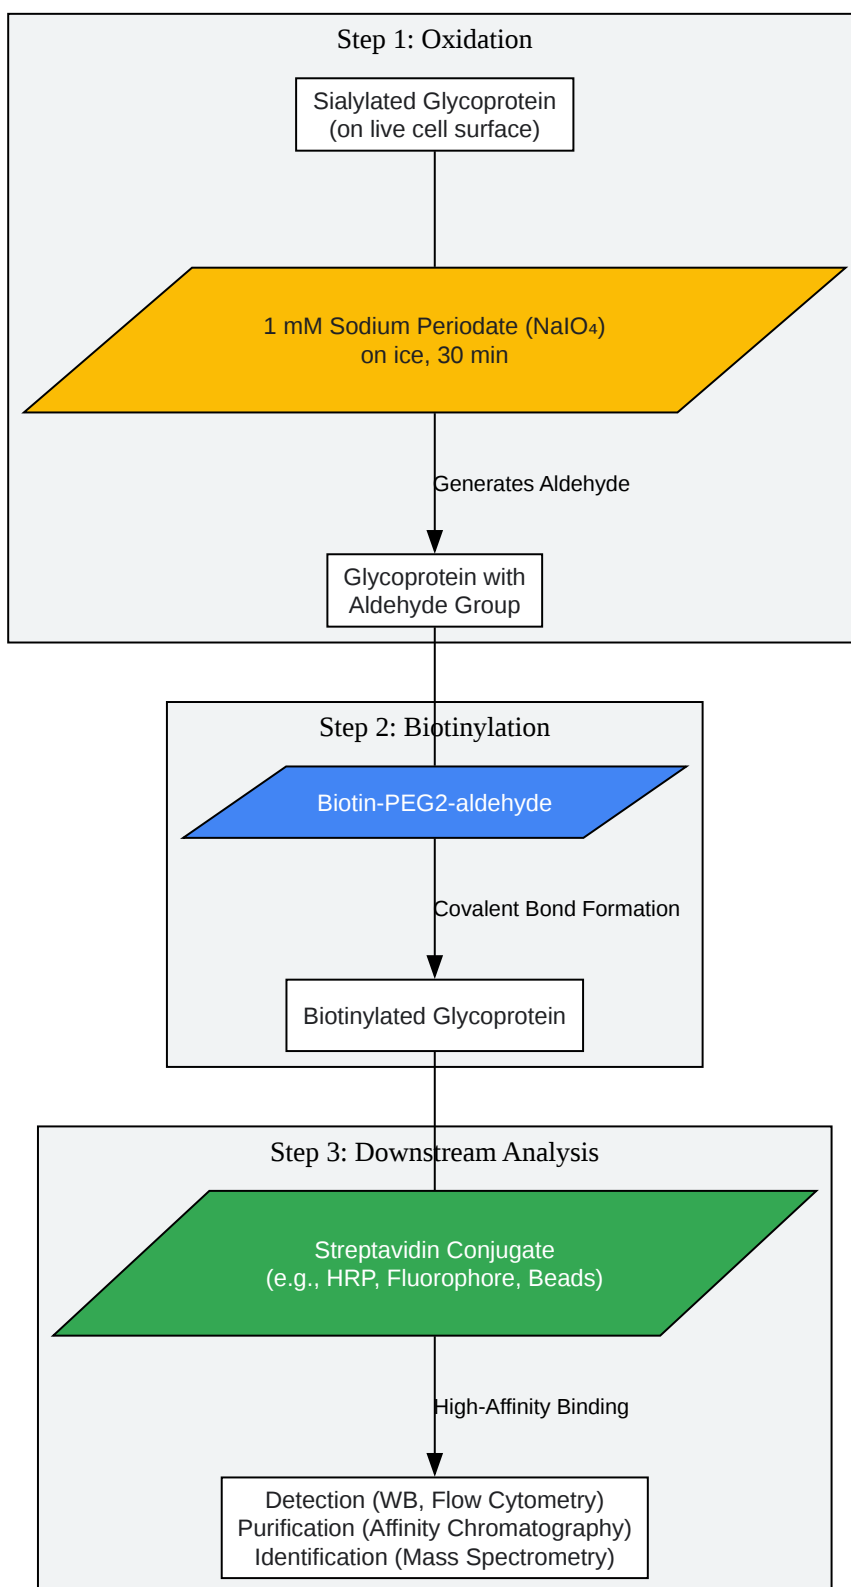 Step 1: Oxidation
Sialylated Glycoprotein
(on live cell surface)
1 mM Sodium Periodate (NaIO₄)
on ice, 30 min
Generates Aldehyde
Glycoprotein with
Aldehyde Group
Step 2: Biotinylation
Biotin-PEG2-aldehyde
Covalent Bond Formation
Biotinylated Glycoprotein
Step 3: Downstream Analysis
Streptavidin Conjugate
(e.g., HRP, Fluorophore, Beads)
High-Affinity Binding
Detection (WB, Flow Cytometry)
Purification (Affinity Chromatography)
Identification (Mass Spectrometry)